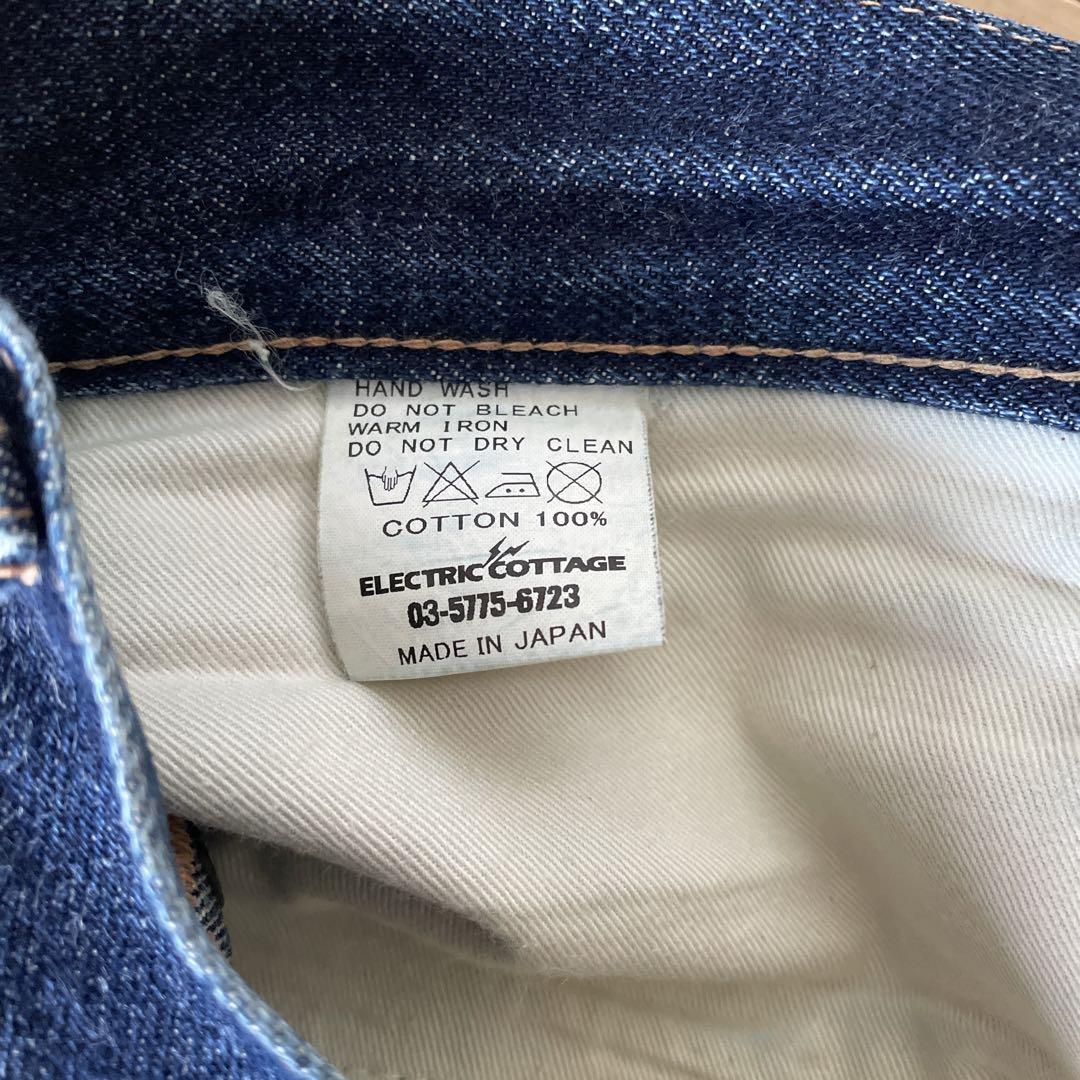 HAND WASH
DO NOT BLEACH
WARM IRON
DO NOT DRY CLEAN
COTTON 100%
ELECTRIC COTTAGE
03-5775-6723
MADE IN JAPAN